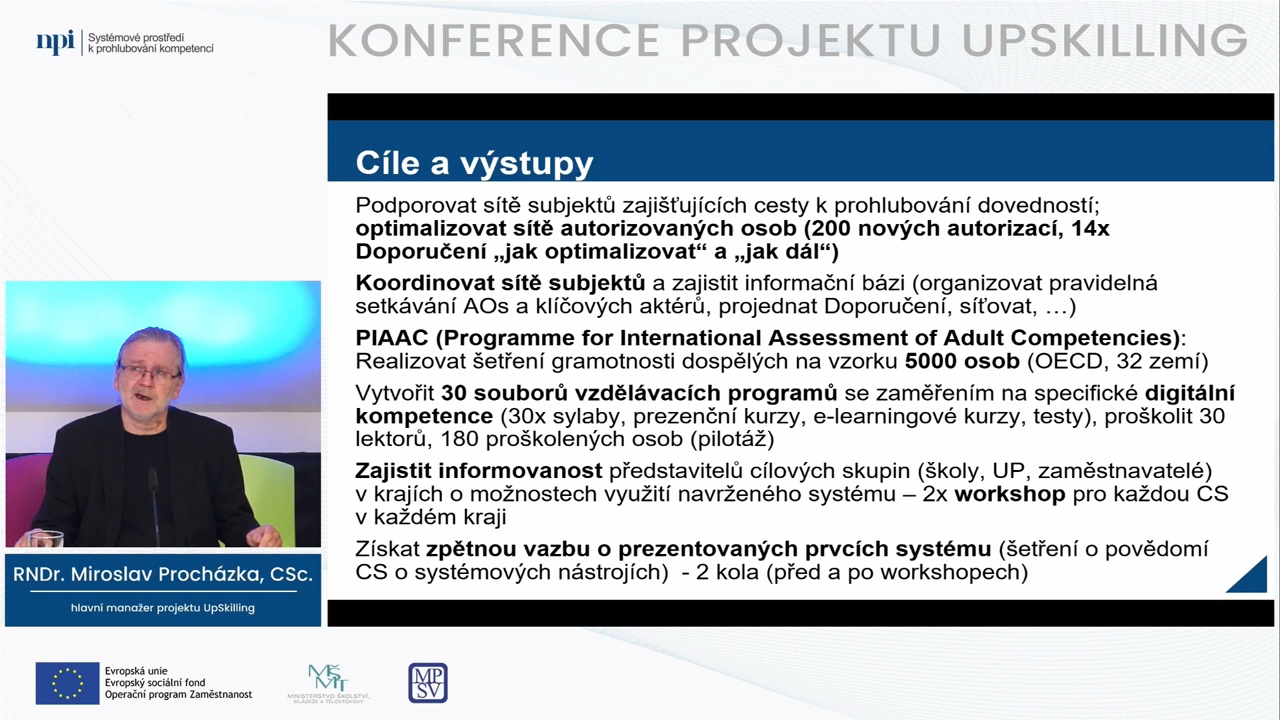 npi
Systémové prostředí
k prohlubování kompetencí
KONFERENCE PROJEKTU UPSKILLING
Cíle a výstupy
Podporovat sítě subjektů zajišťujících cesty k prohlubování dovedností;
optimalizovat sítě autorizovaných osob (200 nových autorizací, 14x
Doporučení „jak optimalizovat“ a „jak dál“)
Koordinovat sítě subjektů a zajistit informační bázi (organizovat pravidelná
setkávání AOs a klíčových aktérů, projednat Doporučení, síťovat, …)
PIAAC (Programme for International Assessment of Adult Competencies):
Realizovat šetření gramotnosti dospělých na vzorku 5000 osob (OECD, 32 zemí)
Vytvořit 30 souborů vzdělávacích programů se zaměřením na specifické digitální
kompetence (30x sylaby, prezenční kurzy, e-learningové kurzy, testy), proškolit 30
lektorů, 180 proškolených osob (pilotáž)
Zajistit informovanost představitelů cílových skupin (školy, UP, zaměstnavatelé)
v krajích o možnostech využití navrženého systému – 2x workshop pro každou CS
v každém kraji
Získat zpětnou vazbu o prezentovaných prvcích systému (šetření o povědomí
CS o systémových nástrojích) - 2 kola (před a po workshopech)
RNDr. Miroslav Procházka, CSc.
hlavní manažer projektu UpSkilling
Evropská unie
Evropský sociální fond
Operační program Zaměstnanost
MŠMT
MINISTERSTVO ŠKOLSTVÍ,
MLÁDEŽE A TĚLOVÝCHOVY
MP
SV